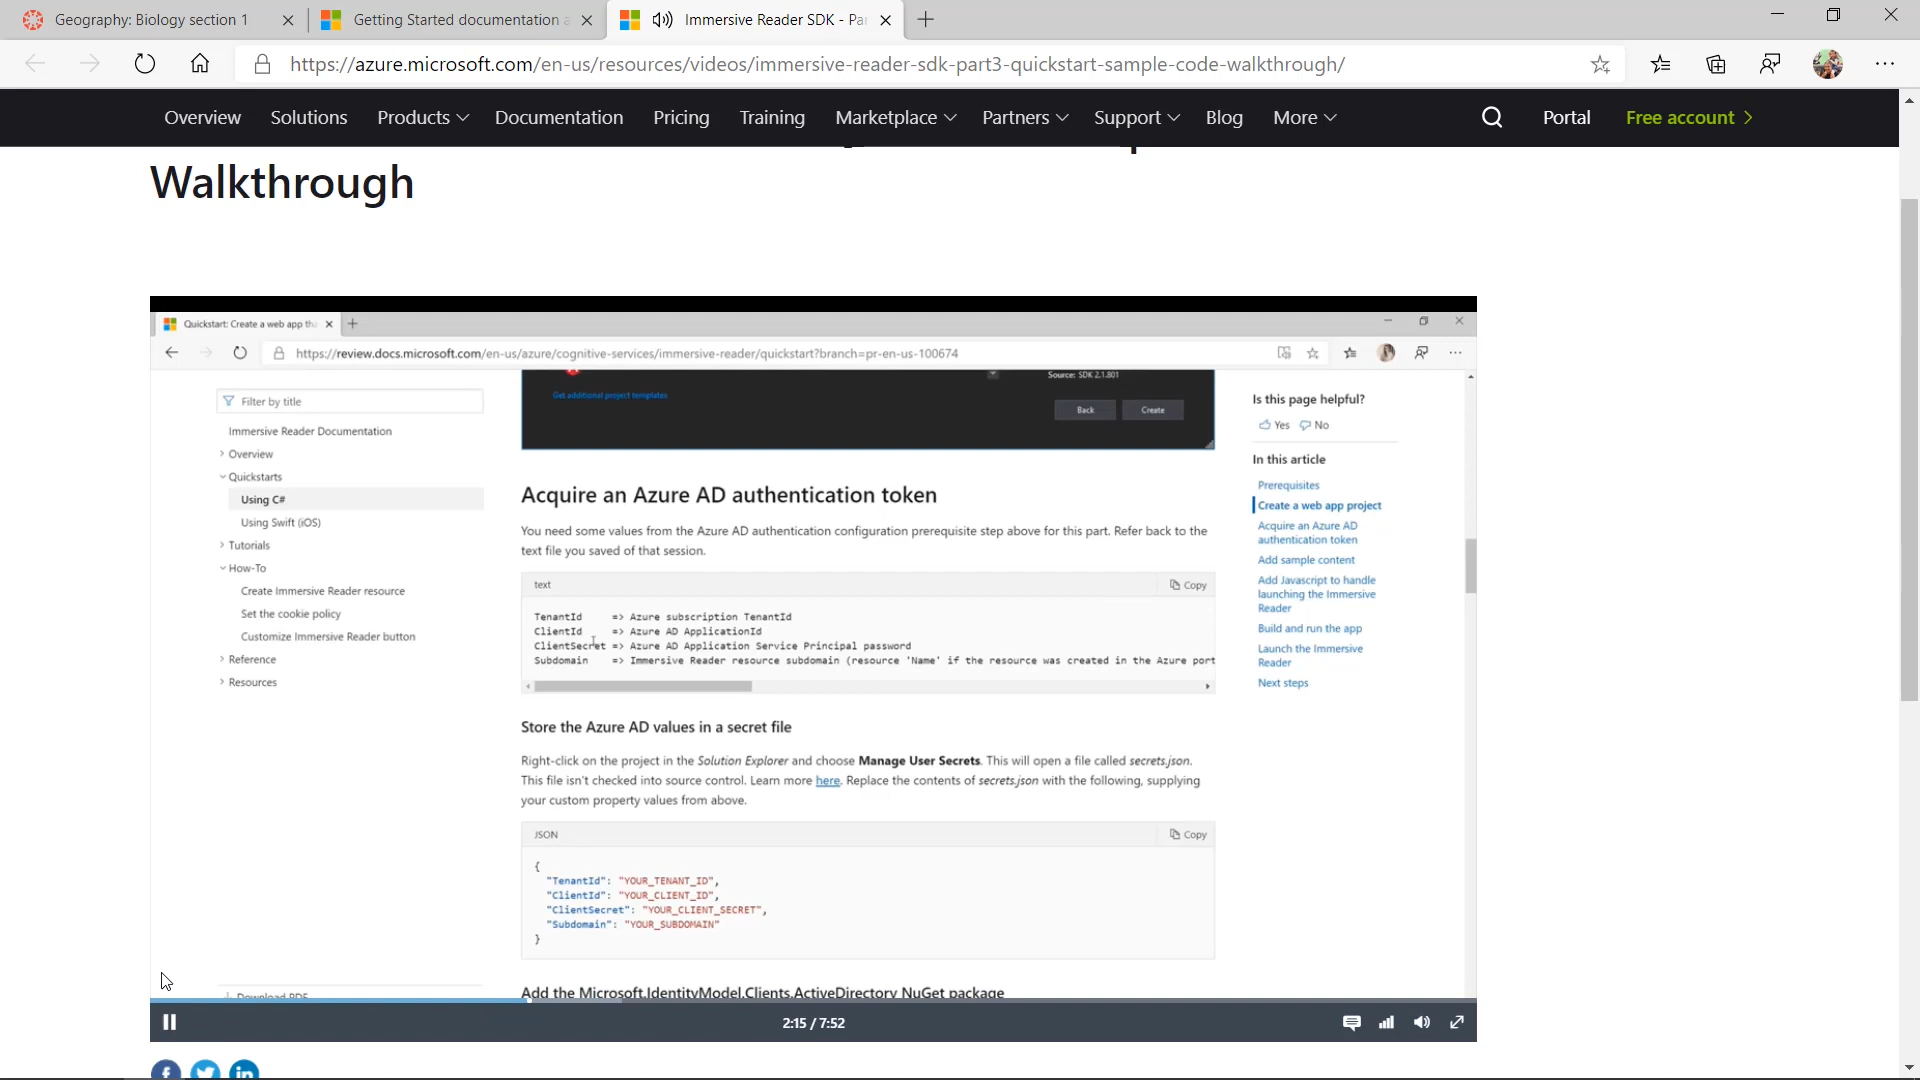 Geography: Biology section 1
Getting Started documentation a
Immersive Reader SDK - Pa
https://azure.microsoft.com/en-us/resources/videos/immersive-reader-sdk-part3-quickstart-sample-code-walkthrough/
Overview Solutions Products Documentation Pricing Training Marketplace Partners Support Blog More Portal Free account
Walkthrough
Quickstart: Create a web app tha
https://review.docs.microsoft.com/en-us/azure/cognitive-services/immersive-reader/quickstart?branch=pr-en-us-100674
Filter by title
Immersive Reader Documentation
Overview
Quickstarts
Using C#
Using Swift (iOS)
Tutorials
How-To
Create Immersive Reader resource
Set the cookie policy
Customize Immersive Reader button
Reference
Resources
Download PDF
Source: SDK 2.1.801
Get additional project templates
Back Create
Acquire an Azure AD authentication token
You need some values from the Azure AD authentication configuration prerequisite step above for this part. Refer back to the
text file you saved of that session.
text Copy
TenantId => Azure subscription TenantId
ClientId => Azure AD ApplicationId
ClientSecret => Azure AD Application Service Principal password
Subdomain => Immersive Reader resource subdomain (resource 'Name' if the resource was created in the Azure port
Store the Azure AD values in a secret file
Right-click on the project in the Solution Explorer and choose Manage User Secrets. This will open a file called secrets.json.
This file isn't checked into source control. Learn more here. Replace the contents of secrets.json with the following, supplying
your custom property values from above.
JSON Copy
{
"TenantId": "YOUR_TENANT_ID",
"ClientId": "YOUR_CLIENT_ID",
"ClientSecret": "YOUR_CLIENT_SECRET",
"Subdomain": "YOUR_SUBDOMAIN"
}
Add the Microsoft.IdentityModel.Clients.ActiveDirectory NuGet package
Is this page helpful?
Yes No
In this article
Prerequisites
Create a web app project
Acquire an Azure AD
authentication token
Add sample content
Add Javascript to handle
launching the Immersive
Reader
Build and run the app
Launch the Immersive
Reader
Next steps
2:15 / 7:52